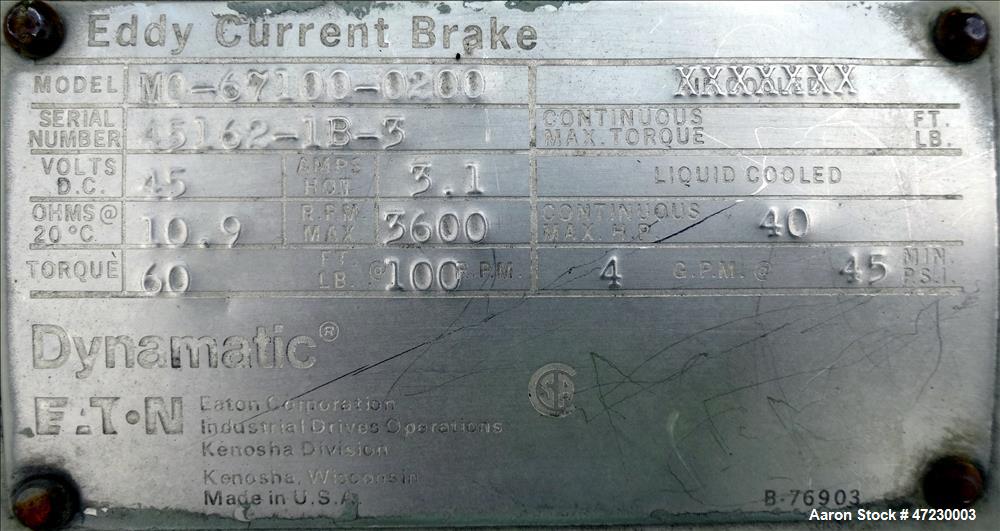 Eddy Current Brake
MODEL MO-67100-0200 XXXXXXX
SERIAL NUMBER 45162-1B-3 CONTINUOUS MAX. TORQUE FT. LB.
VOLTS D.C. 45 AMPS HOT 3.1 LIQUID COOLED
OHMS @ 20°C 10.9 R.P.M. MAX 3600 CONTINUOUS MAX. H.P. 40
TORQUE 60 FT. LB. @ 100 R.P.M. 4 G.P.M. @ 45 MIN. P.S.I.
Dynamatic®
EATON Eaton Corporation
Industrial Drives Operations
Kenosha Division
Kenosha, Wisconsin
Made in U.S.A.
B-76903
Aaron Stock # 47230003